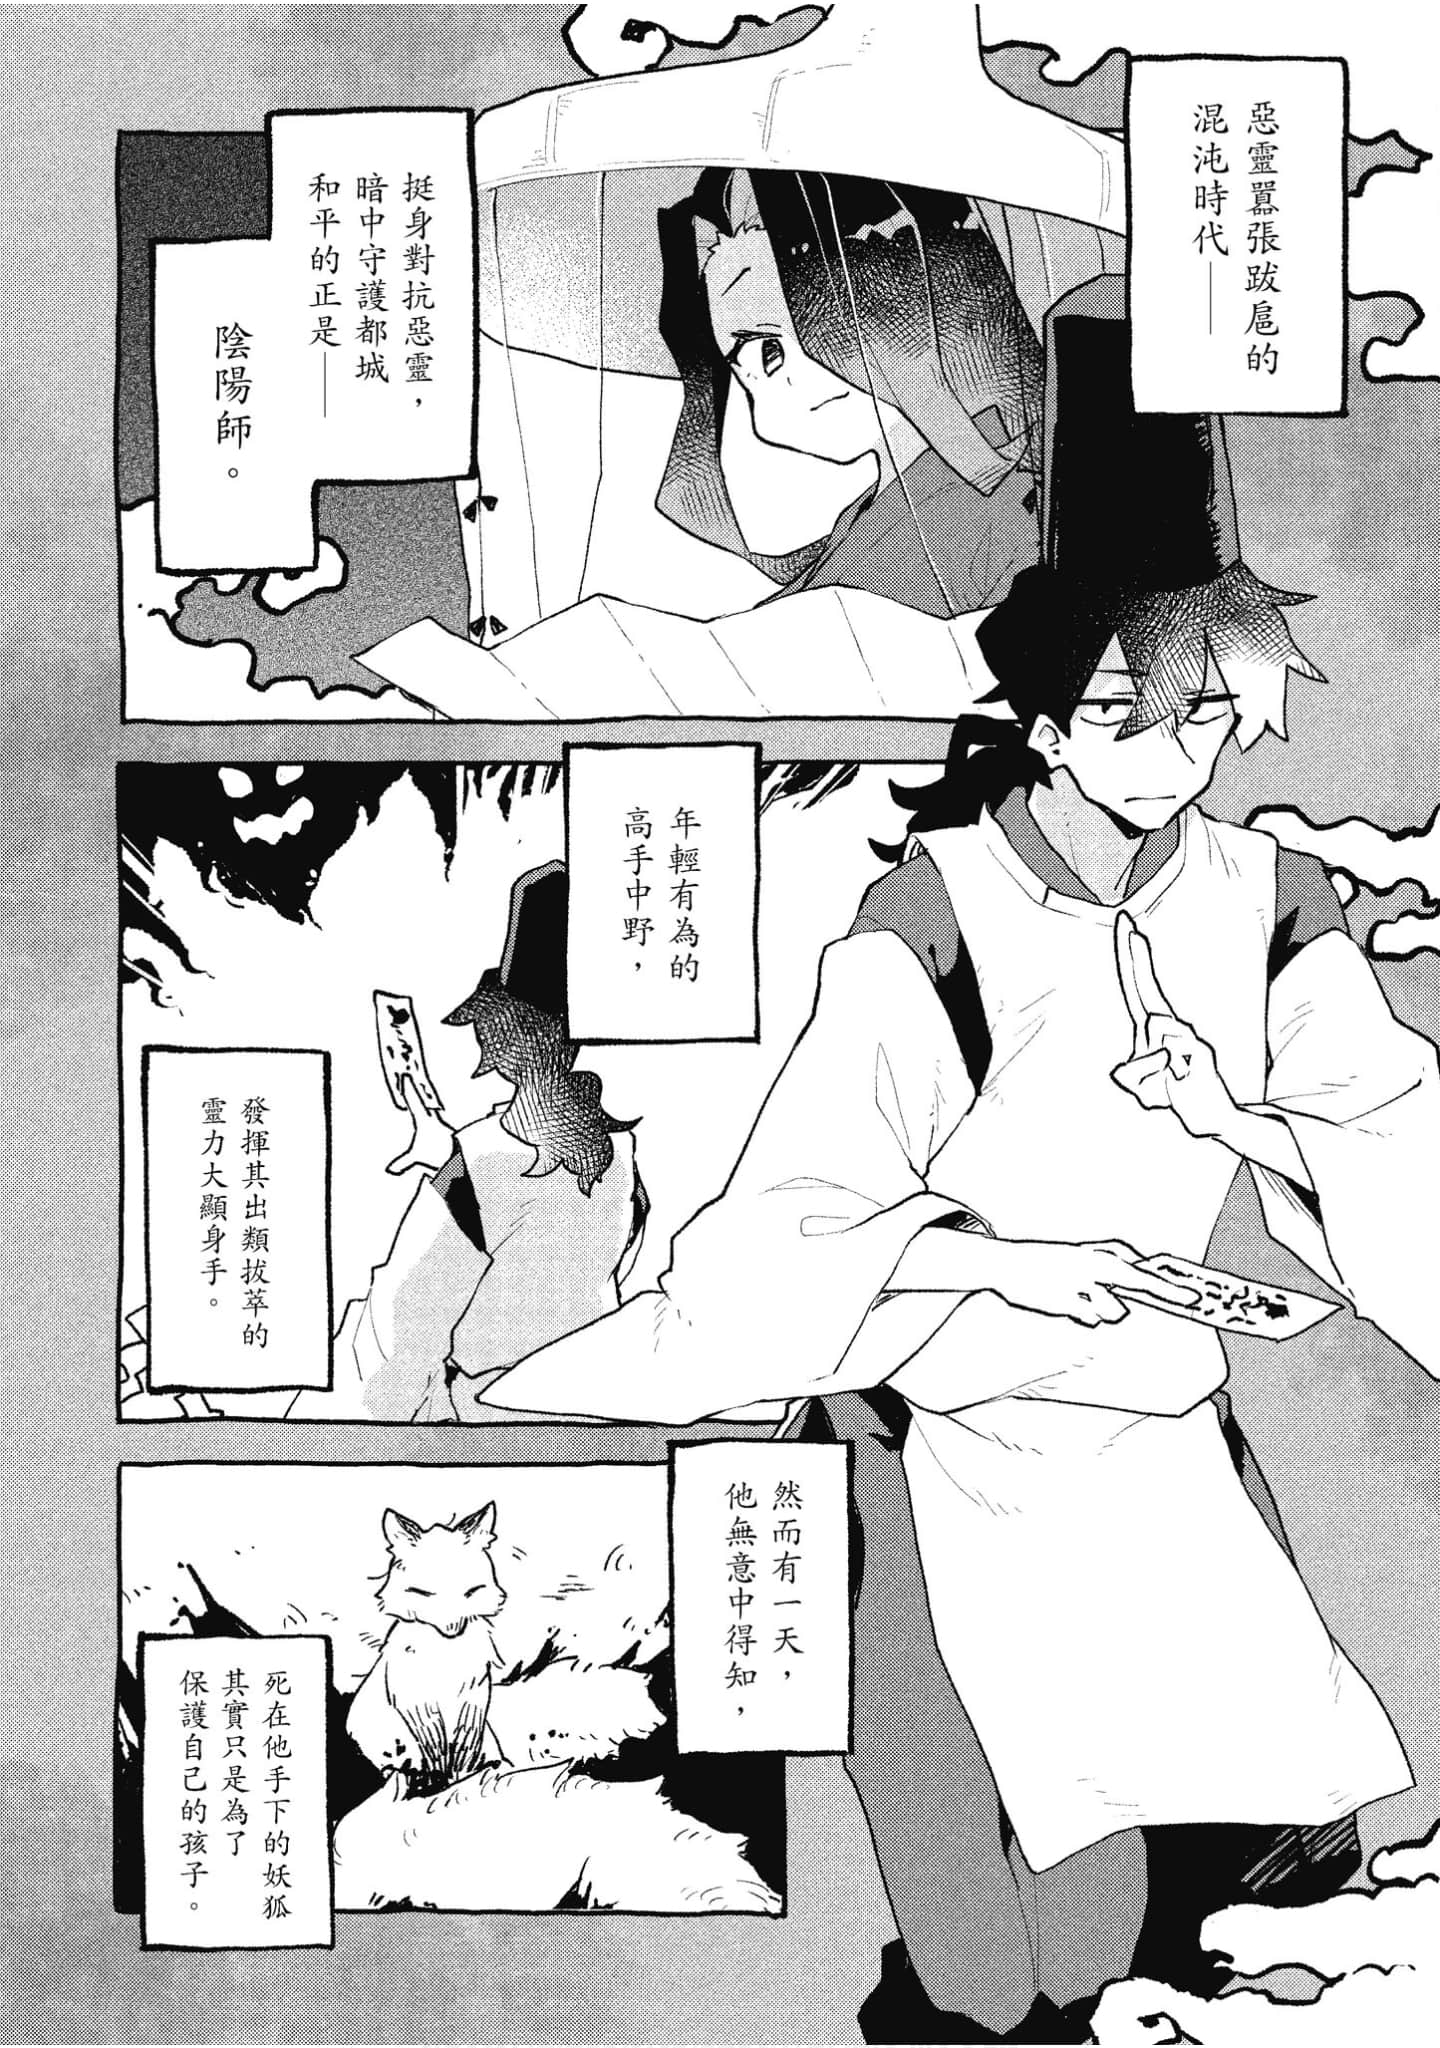 惡靈囂張跋扈的
混沌時代——
挺身對抗惡靈，
暗中守護都城
和平的正是——
陰陽師。
年輕有為的
高手中野，
發揮其出類拔萃的
靈力大顯身手。
然而有一天，
他無意中得知，
死在他手下的妖狐
其實只是為了
保護自己的孩子。